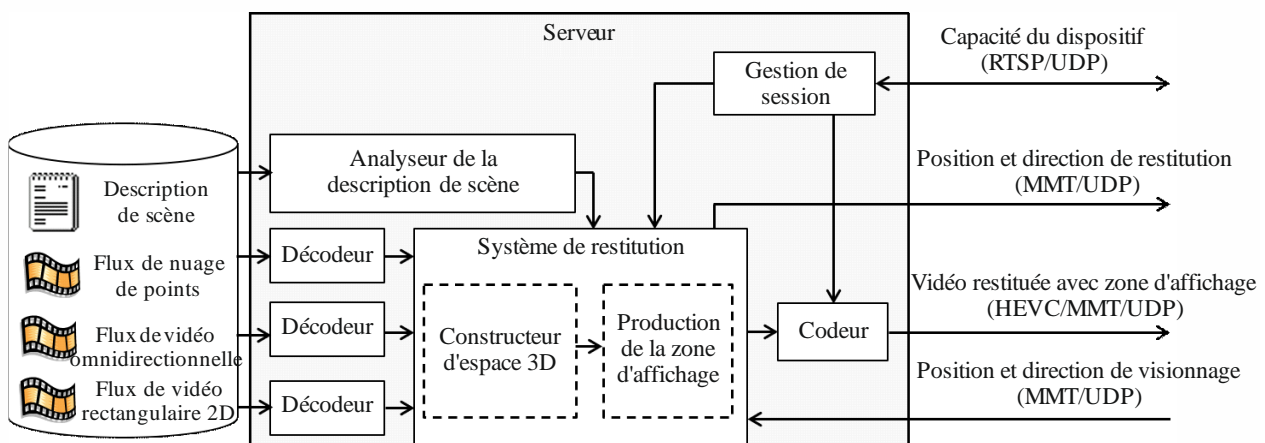 Serveur
Gestion de
session
Capacité du dispositif
(RTSP/UDP)
Analyseur de la
description de scène
Position et direction de restitution
(MMT/UDP)
Description
de scène
Flux de nuage
de points
Flux de vidéo
omnidirectionnelle
Flux de vidéo
rectangulaire 2D
Décodeur
Décodeur
Décodeur
Système de restitution
Constructeur
d'espace 3D
Production
de la zone
d'affichage
Codeur
Vidéo restituée avec zone d'affichage
(HEVC/MMT/UDP)
Position et direction de visionnage
(MMT/UDP)